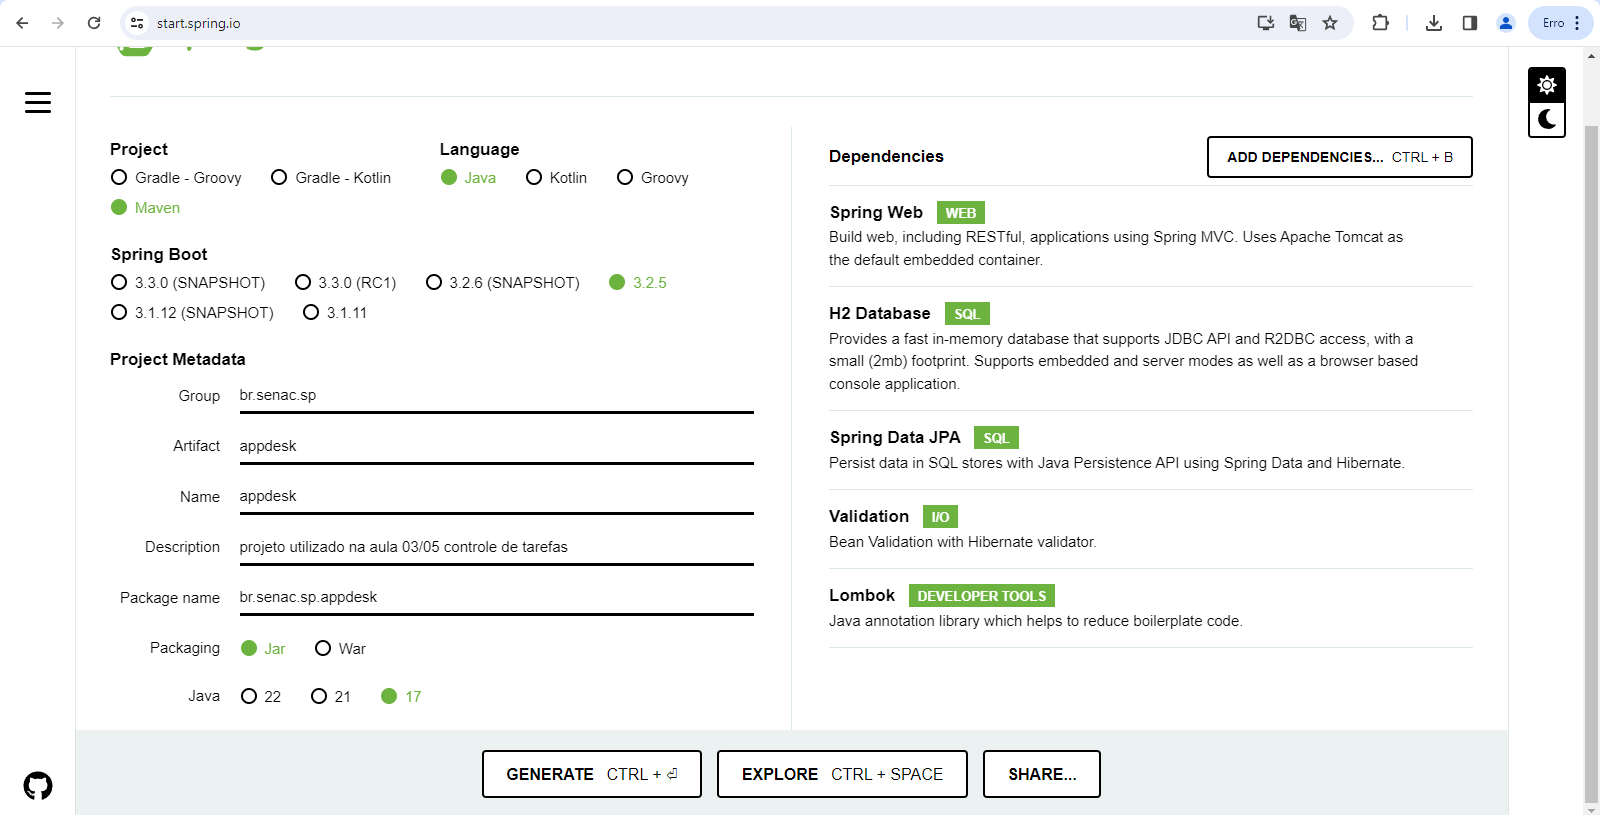 start.spring.io
Erro
Project
Gradle - Groovy Gradle - Kotlin
Maven
Language
Java Kotlin Groovy
Spring Boot
3.3.0 (SNAPSHOT) 3.3.0 (RC1) 3.2.6 (SNAPSHOT) 3.2.5
3.1.12 (SNAPSHOT) 3.1.11
Project Metadata
Group br.senac.sp
Artifact appdesk
Name appdesk
Description projeto utilizado na aula 03/05 controle de tarefas
Package name br.senac.sp.appdesk
Packaging Jar War
Java 22 21 17
Dependencies ADD DEPENDENCIES... CTRL + B
Spring Web WEB
Build web, including RESTful, applications using Spring MVC. Uses Apache Tomcat as
the default embedded container.
H2 Database SQL
Provides a fast in-memory database that supports JDBC API and R2DBC access, with a
small (2mb) footprint. Supports embedded and server modes as well as a browser based
console application.
Spring Data JPA SQL
Persist data in SQL stores with Java Persistence API using Spring Data and Hibernate.
Validation I/O
Bean Validation with Hibernate validator.
Lombok DEVELOPER TOOLS
Java annotation library which helps to reduce boilerplate code.
GENERATE CTRL + ⏎ EXPLORE CTRL + SPACE SHARE...